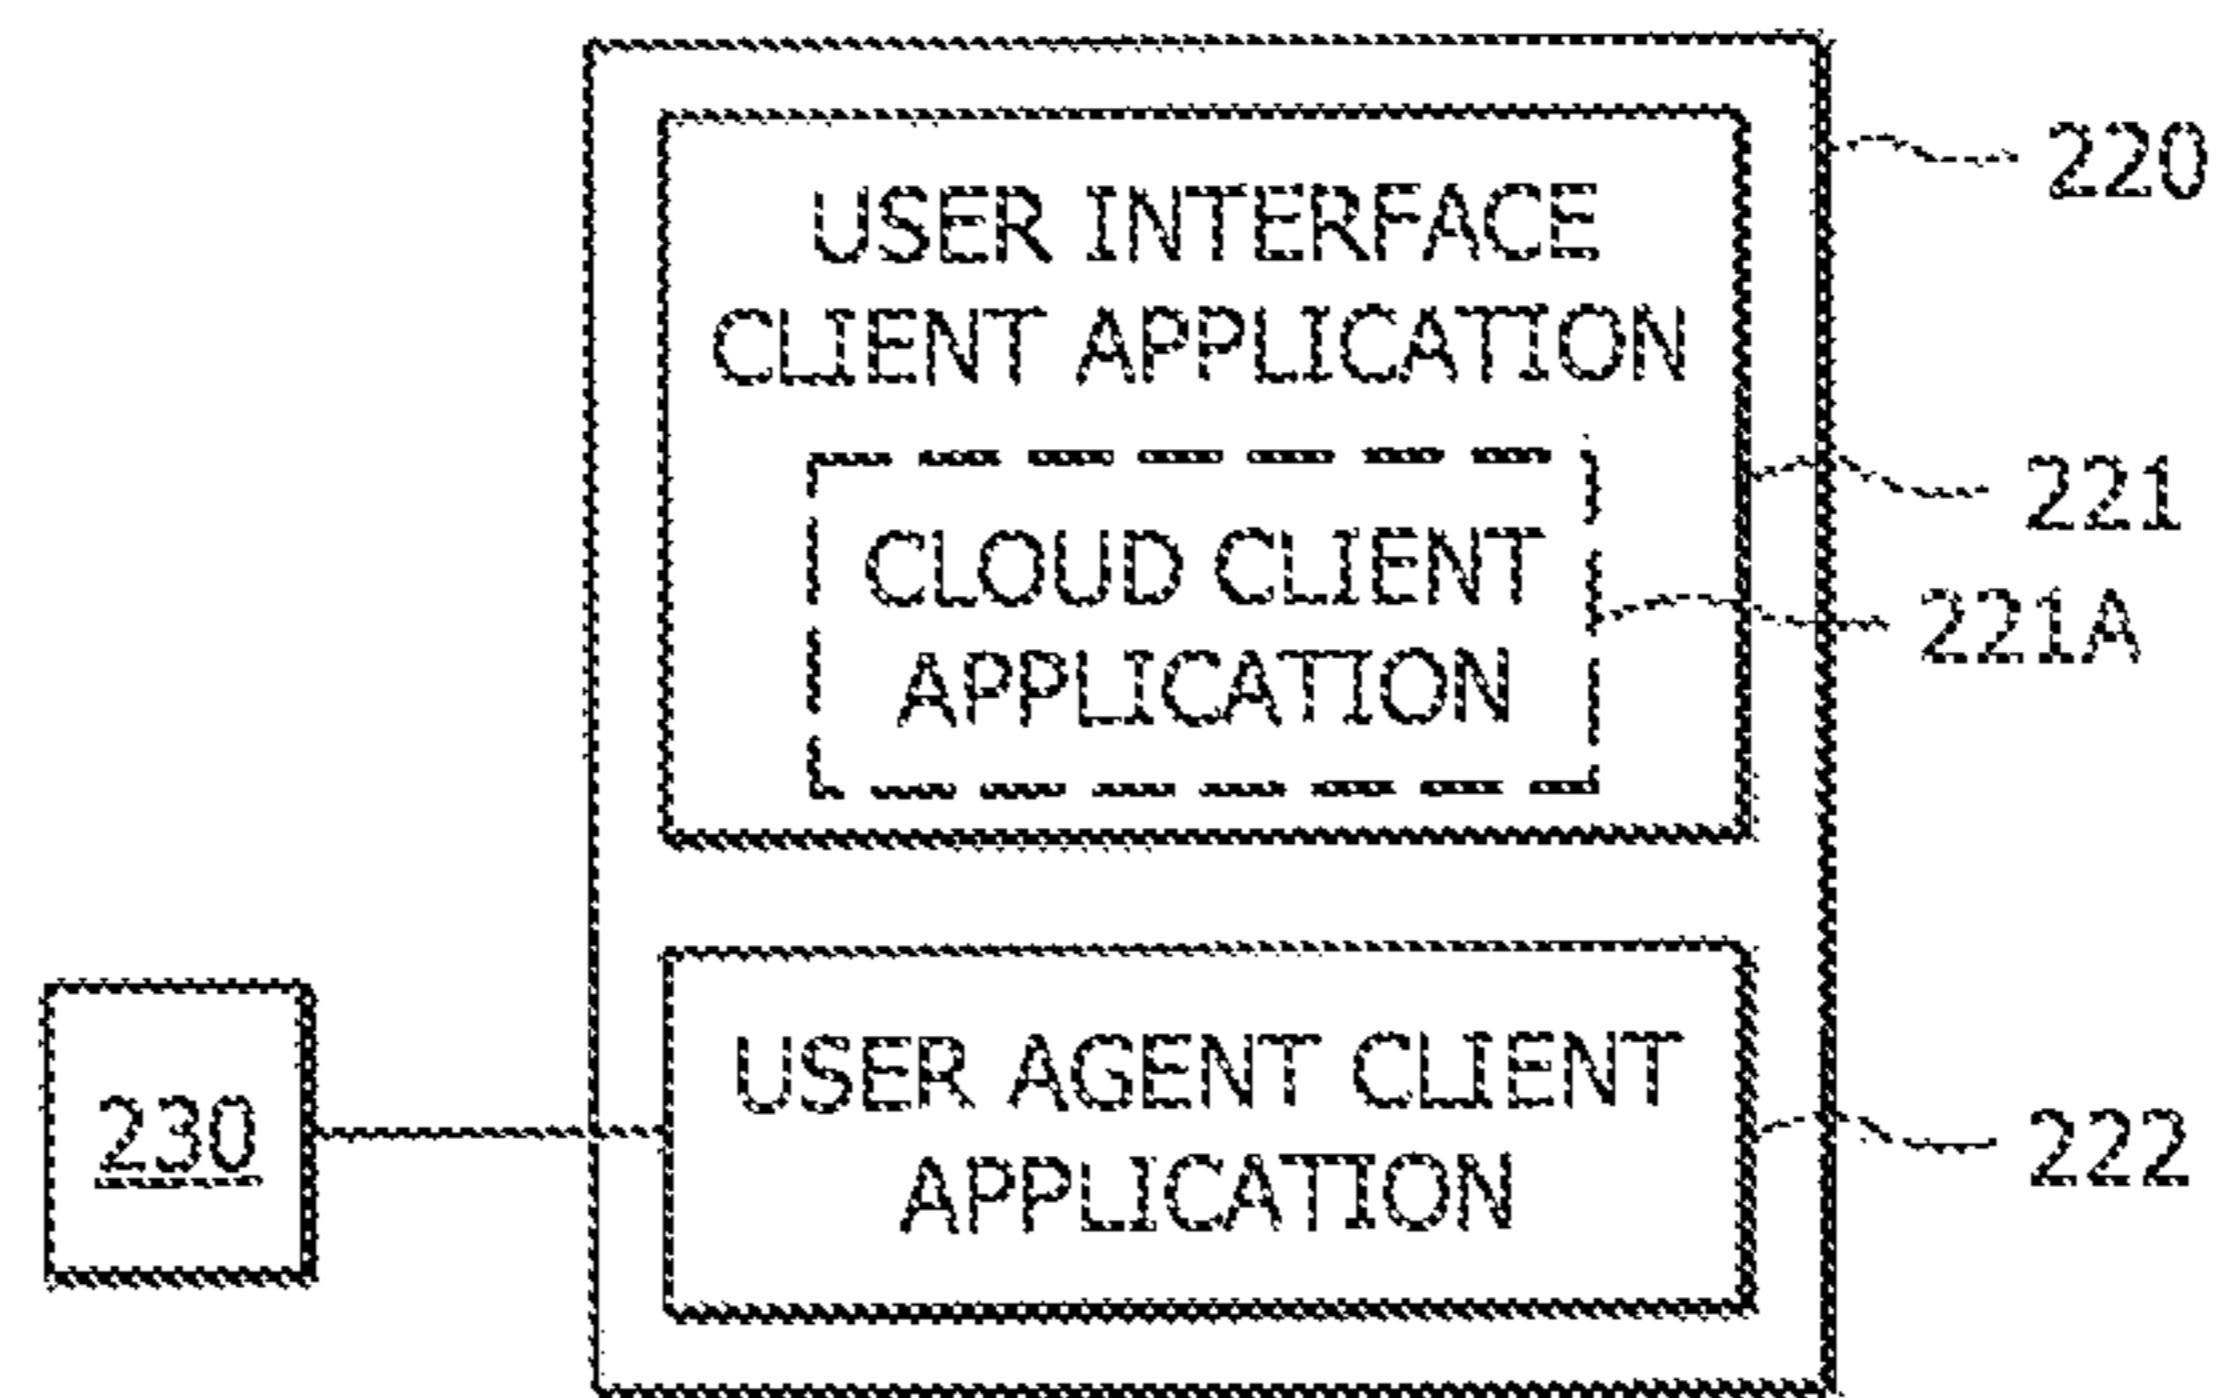 220
USER INTERFACE
CLIENT APPLICATION
221
CLOUD CLIENT
APPLICATION
221A
230
USER AGENT CLIENT
APPLICATION
222